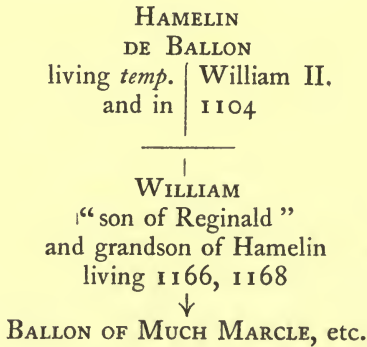 HAMELIN
DE BALLON
living temp. William II.
and in 1104
WILLIAM
“son of Reginald”
and grandson of Hamelin
living 1166, 1168
BALLON OF MUCH MARCLE, etc.